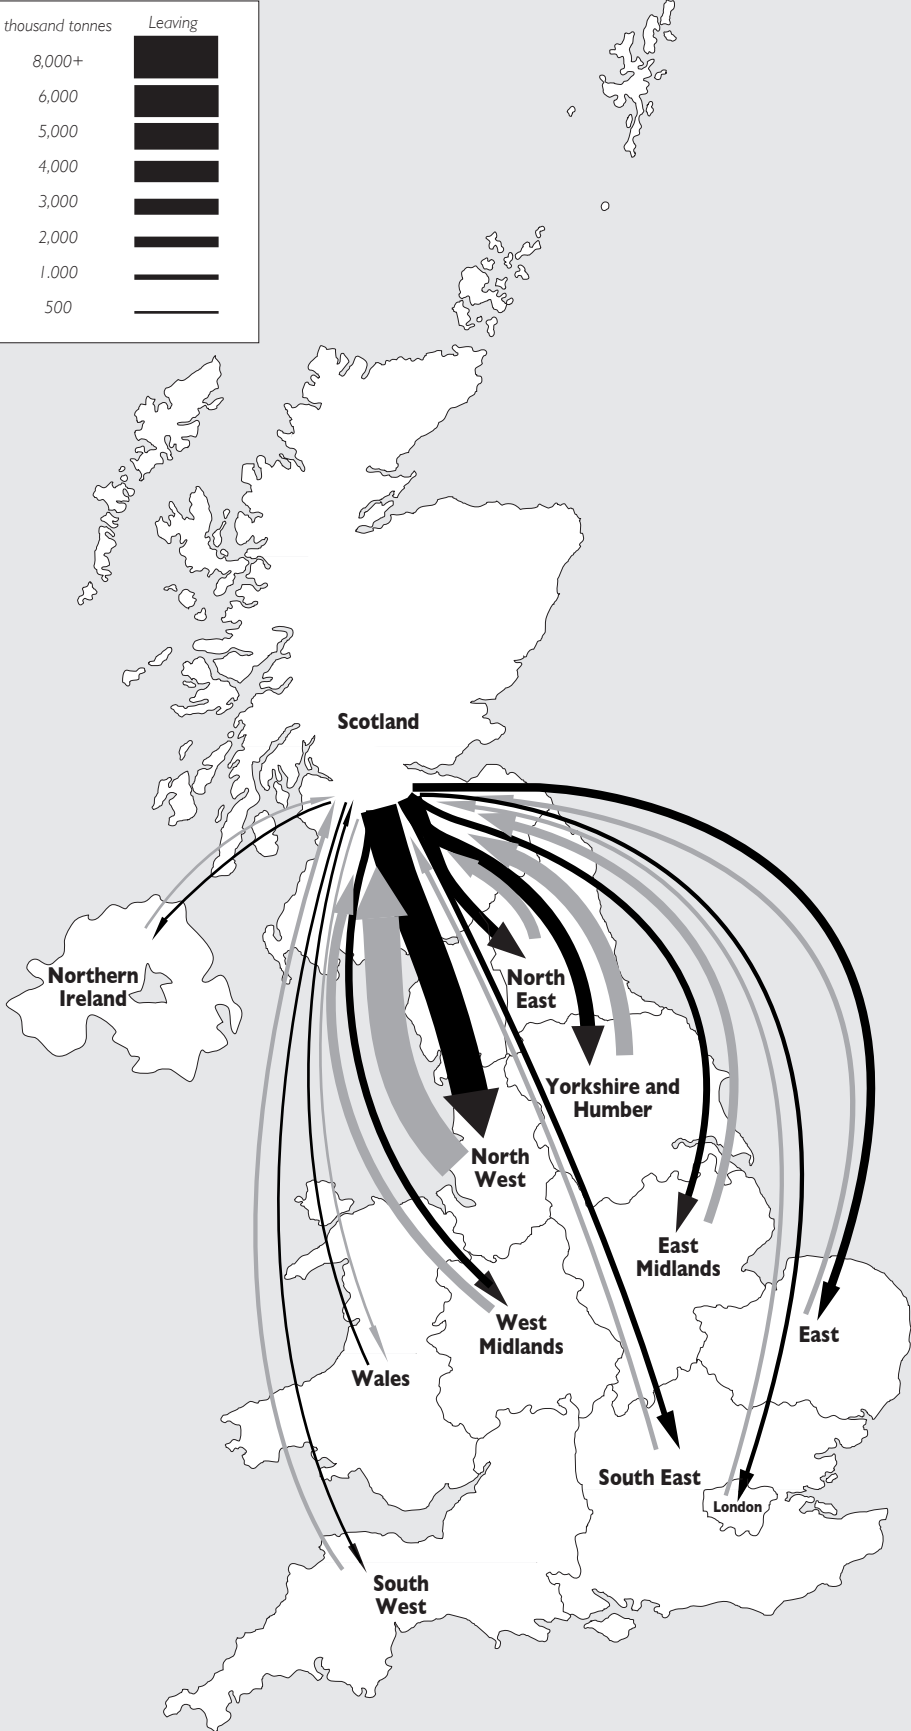 thousand tonnes Leaving
8,000+
6,000
5,000
4,000
3,000
2,000
1.000
500
Scotland
Northern
Ireland
North
East
Yorkshire and
Humber
North
West
East
Midlands
West
Midlands
East
Wales
South East
London
South
West